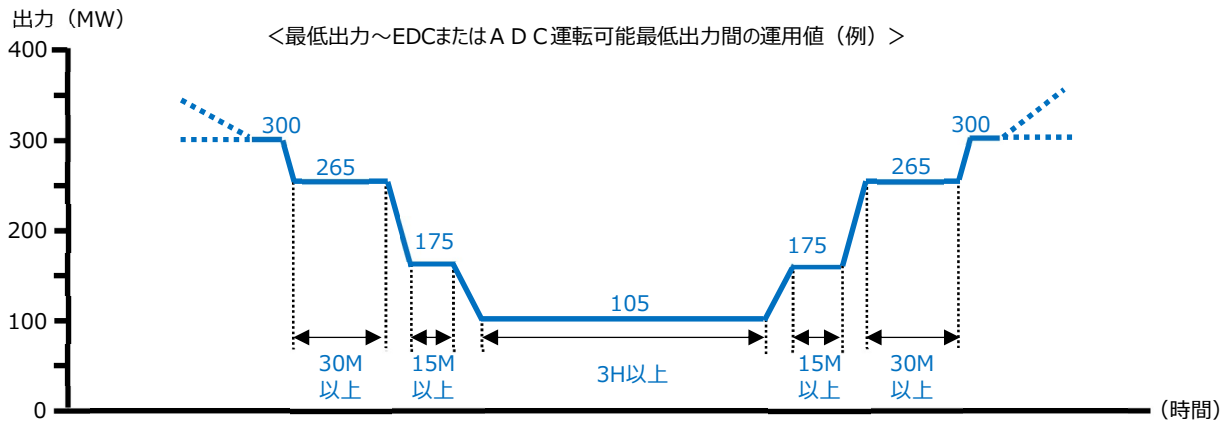 出力（MW）
＜最低出力～EDCまたはＡＤＣ運転可能最低出力間の運用値（例）＞
400
300
300
300
265
265
200
175
175
105
100
30M
以上
15M
以上
3H以上
15M
以上
30M
以上
0
（時間）